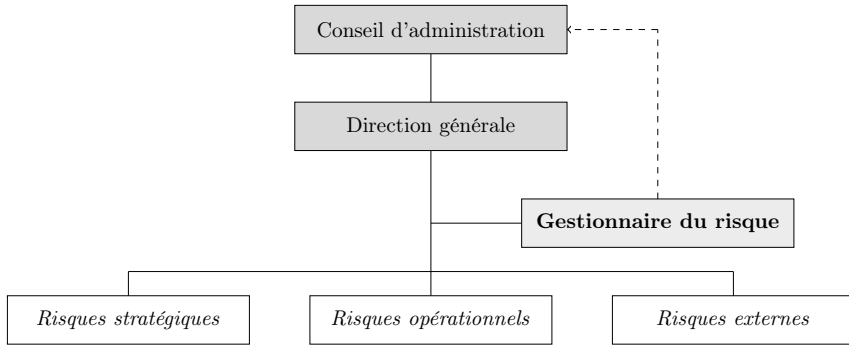 Conseil d'administration
Direction générale
Gestionnaire du risque
Risques stratégiques
Risques opérationnels
Risques externes